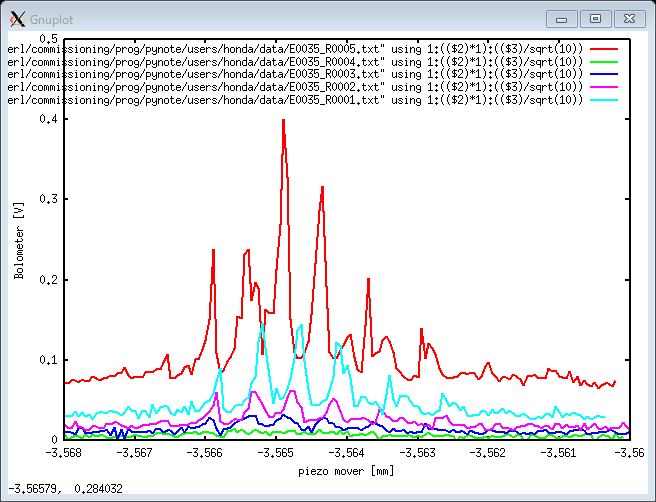 Gnuplot
0.5
erl/commissioning/prog/pynote/users/honda/data/E0035_R0005.txt" using 1:(($2)*1):(($3)/sqrt(10))
erl/commissioning/prog/pynote/users/honda/data/E0035_R0004.txt" using 1:(($2)*1):(($3)/sqrt(10))
erl/commissioning/prog/pynote/users/honda/data/E0035_R0003.txt" using 1:(($2)*1):(($3)/sqrt(10))
erl/commissioning/prog/pynote/users/honda/data/E0035_R0002.txt" using 1:(($2)*1):(($3)/sqrt(10))
erl/commissioning/prog/pynote/users/honda/data/E0035_R0001.txt" using 1:(($2)*1):(($3)/sqrt(10))
0.4
0.3
Bolometer [V]
0.2
0.1
0
-3.568 -3.567 -3.566 -3.565 -3.564 -3.563 -3.562 -3.561 -3.56
piezo mover [mm]
-3.56579, 0.284032